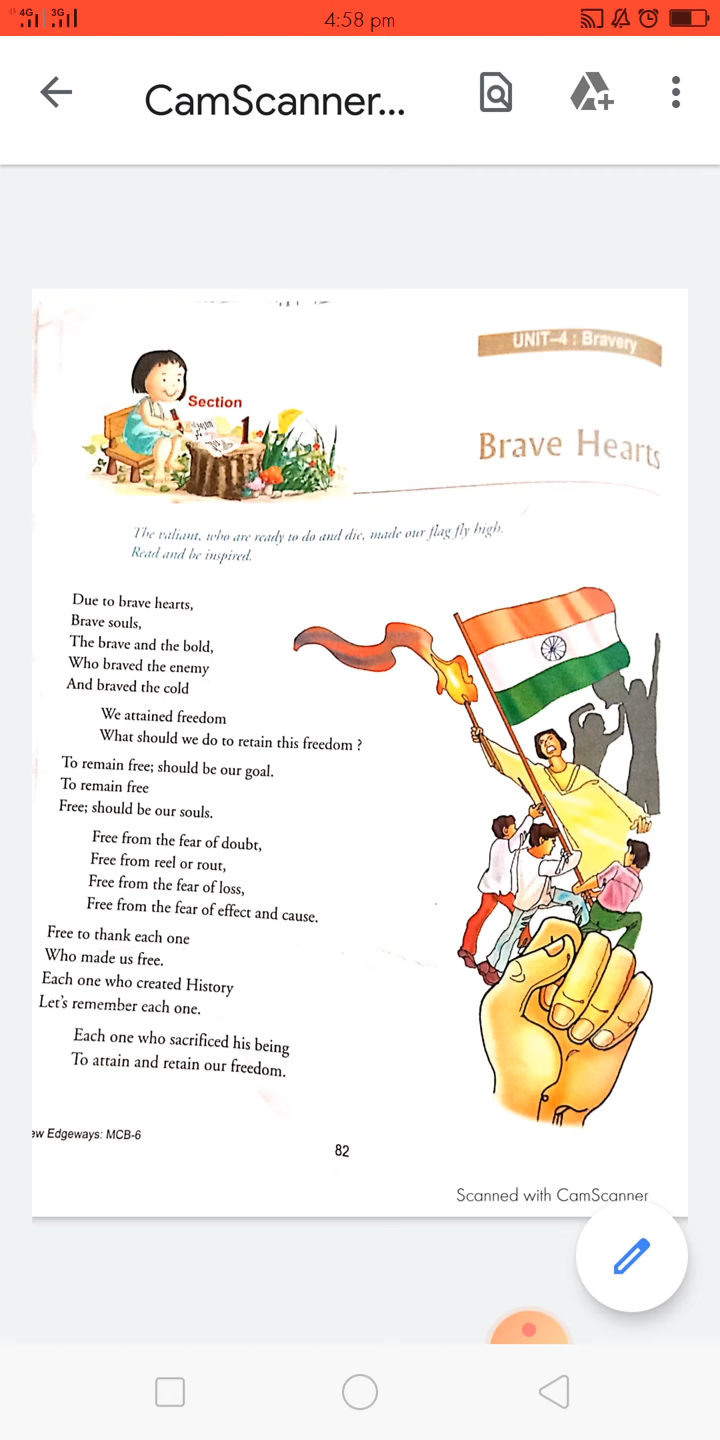 4G 3G 4:58 pm
CamScanner...
UNIT-4 : Bravery
Section
1
Brave Hearts
The valiant, who are ready to do and die, made our flag fly high.
Read and be inspired.
Due to brave hearts,
Brave souls,
The brave and the bold,
Who braved the enemy
And braved the cold
We attained freedom
What should we do to retain this freedom ?
To remain free; should be our goal.
To remain free
Free; should be our souls.
Free from the fear of doubt,
Free from reel or rout,
Free from the fear of loss,
Free from the fear of effect and cause.
Free to thank each one
Who made us free.
Each one who created History
Let's remember each one.
Each one who sacrificed his being
To attain and retain our freedom.
ew Edgeways: MCB-6
82
Scanned with CamScanner